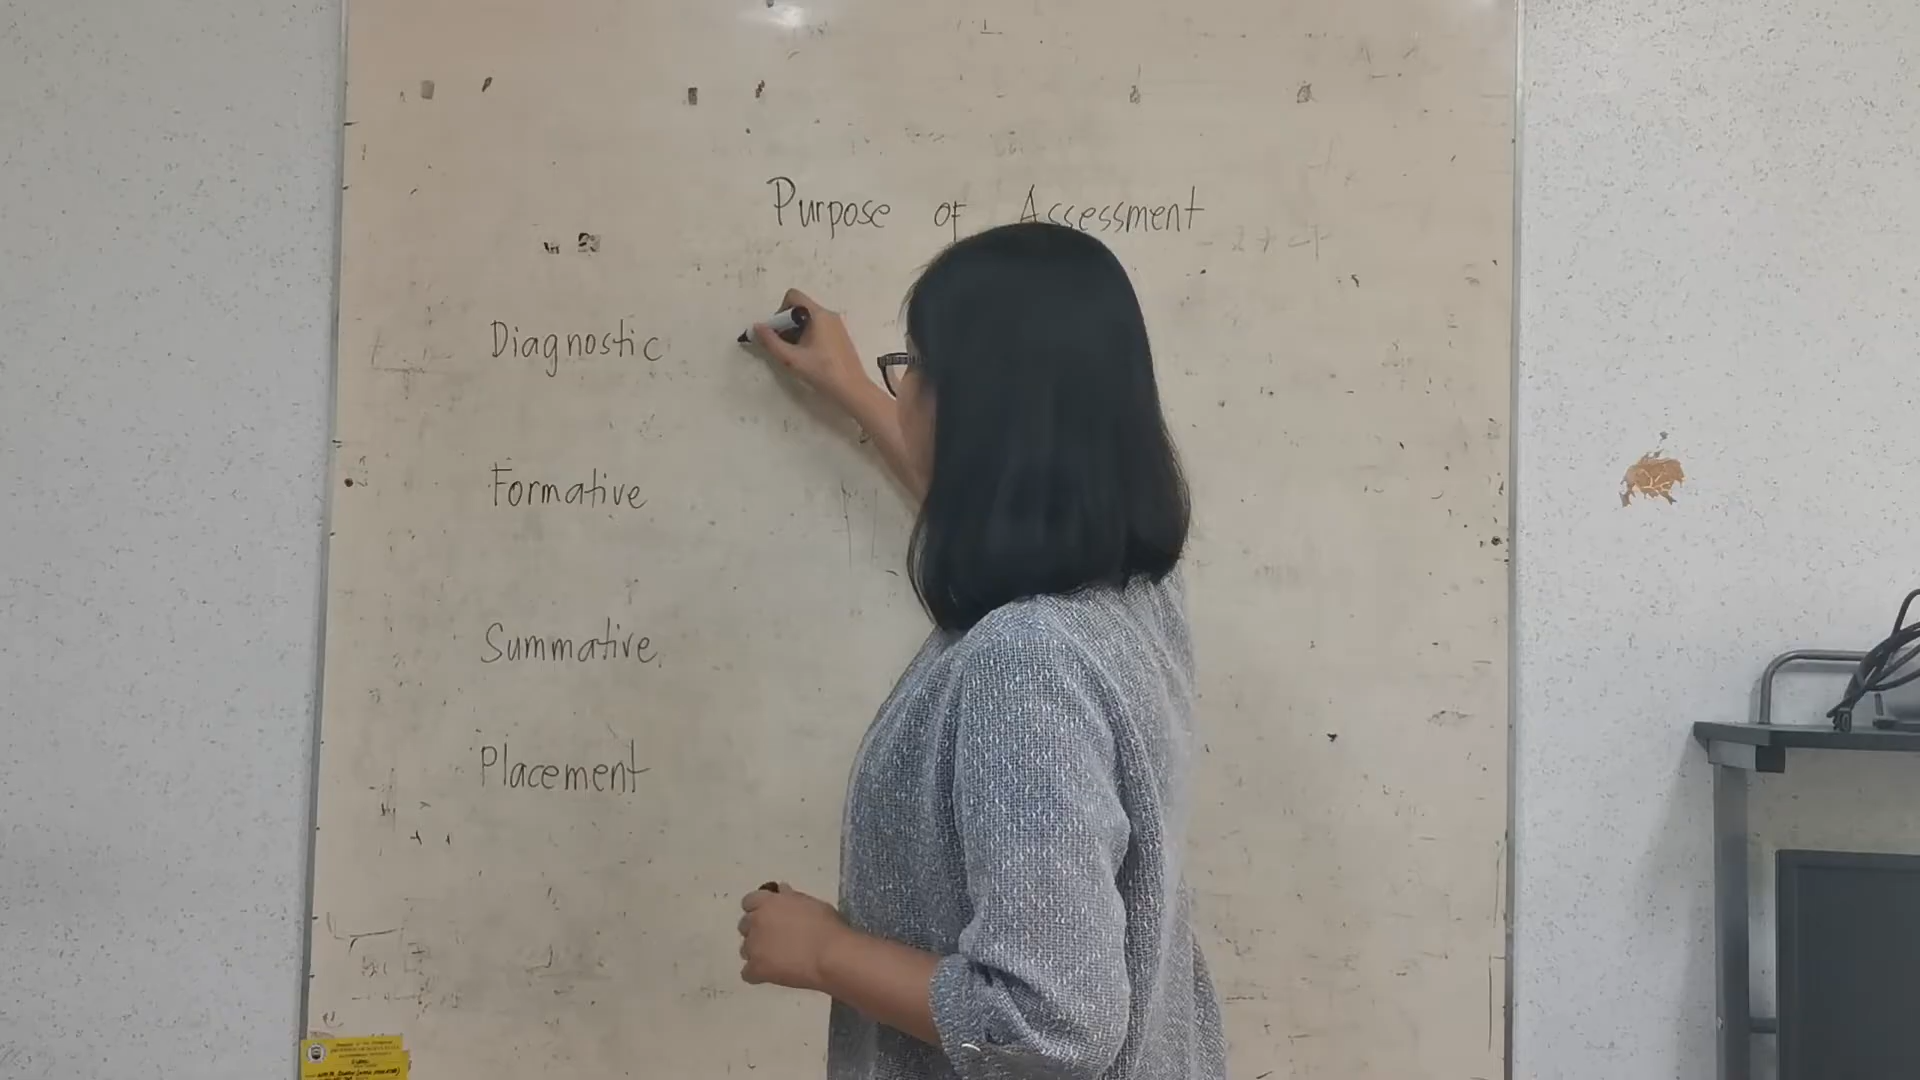 Purpose of Assessment
Diagnostic
Formative
Summative
Placement